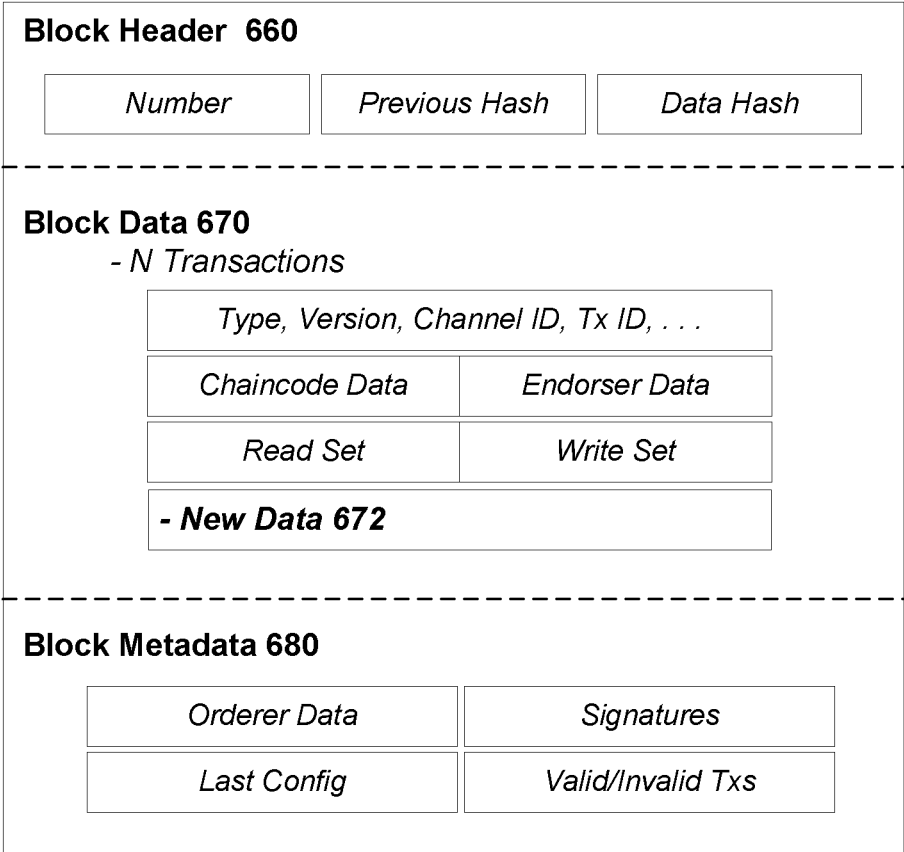 Block Header 660
Number Previous Hash Data Hash
Block Data 670
- N Transactions
Type, Version, Channel ID, Tx ID, . . .
Chaincode Data Endorser Data
Read Set Write Set
- New Data 672
Block Metadata 680
Orderer Data Signatures
Last Config Valid/Invalid Txs